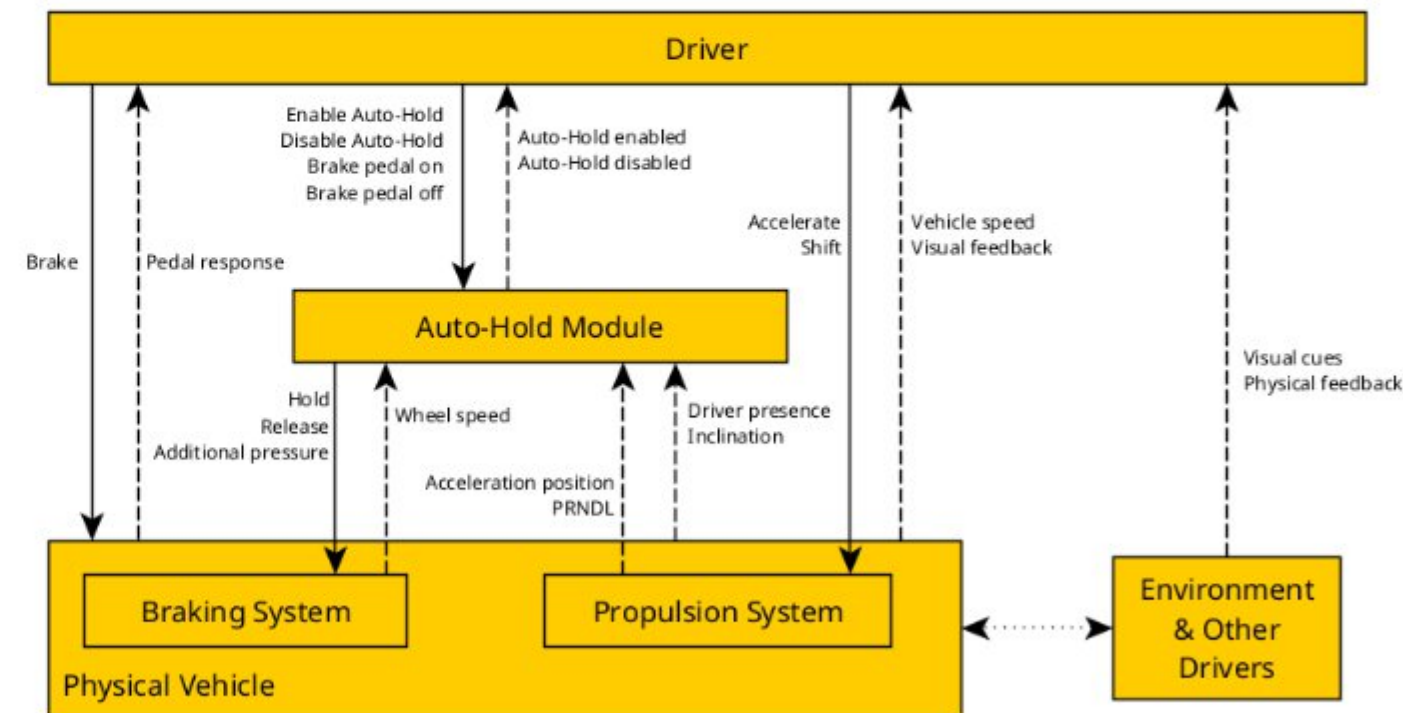 Driver
Enable Auto-Hold
Disable Auto-Hold
Brake pedal on
Brake pedal off
Auto-Hold enabled
Auto-Hold disabled
Accelerate
Shift
Vehicle speed
Visual feedback
Brake
Pedal response
Auto-Hold Module
Visual cues
Physical feedback
Hold
Release
Additional pressure
Wheel speed
Driver presence
Inclination
Acceleration position
PRNDL
Braking System
Propulsion System
Environment
& Other
Drivers
Physical Vehicle